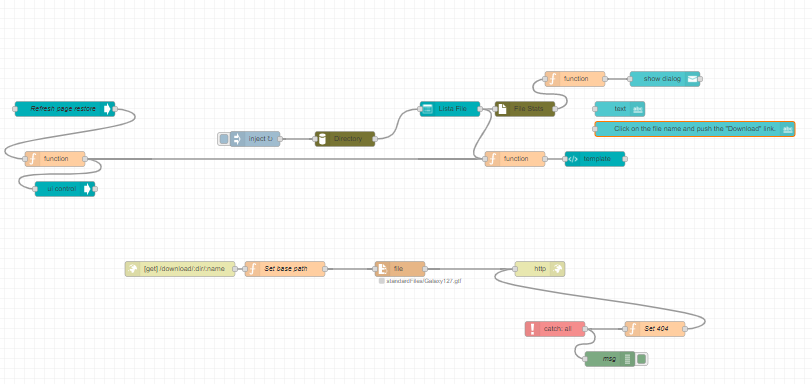 function
show dialog
Refresh page restore
Lists File
File Stats
text
Click on the file name and push the "Download" link.
inject ↻
Directory
function
function
template
ui control
[get] /download/:dir/:name
Set base path
file
http
standardFiles/Galaxy127.gif
catch: all
Set 404
msg